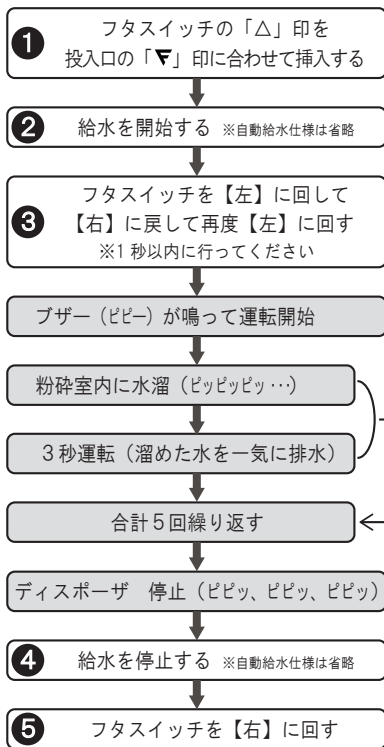 ❶ フタスイッチの「△」印を
投入口の「▼」印に合わせて挿入する
❷ 給水を開始する ※自動給水仕様は省略
フタスイッチを【左】に回して
❸ 【右】に戻して再度【左】に回す
※1秒以内に行ってください
ブザー（ピピー）が鳴って運転開始
粉砕室内に水溜（ピッピッピッ…）
3秒運転（溜めた水を一気に排水）
合計5回繰り返す
ディスポーザ　停止（ピピッ、ピピッ、ピピッ）
❹ 給水を停止する ※自動給水仕様は省略
❺ フタスイッチを【右】に回す